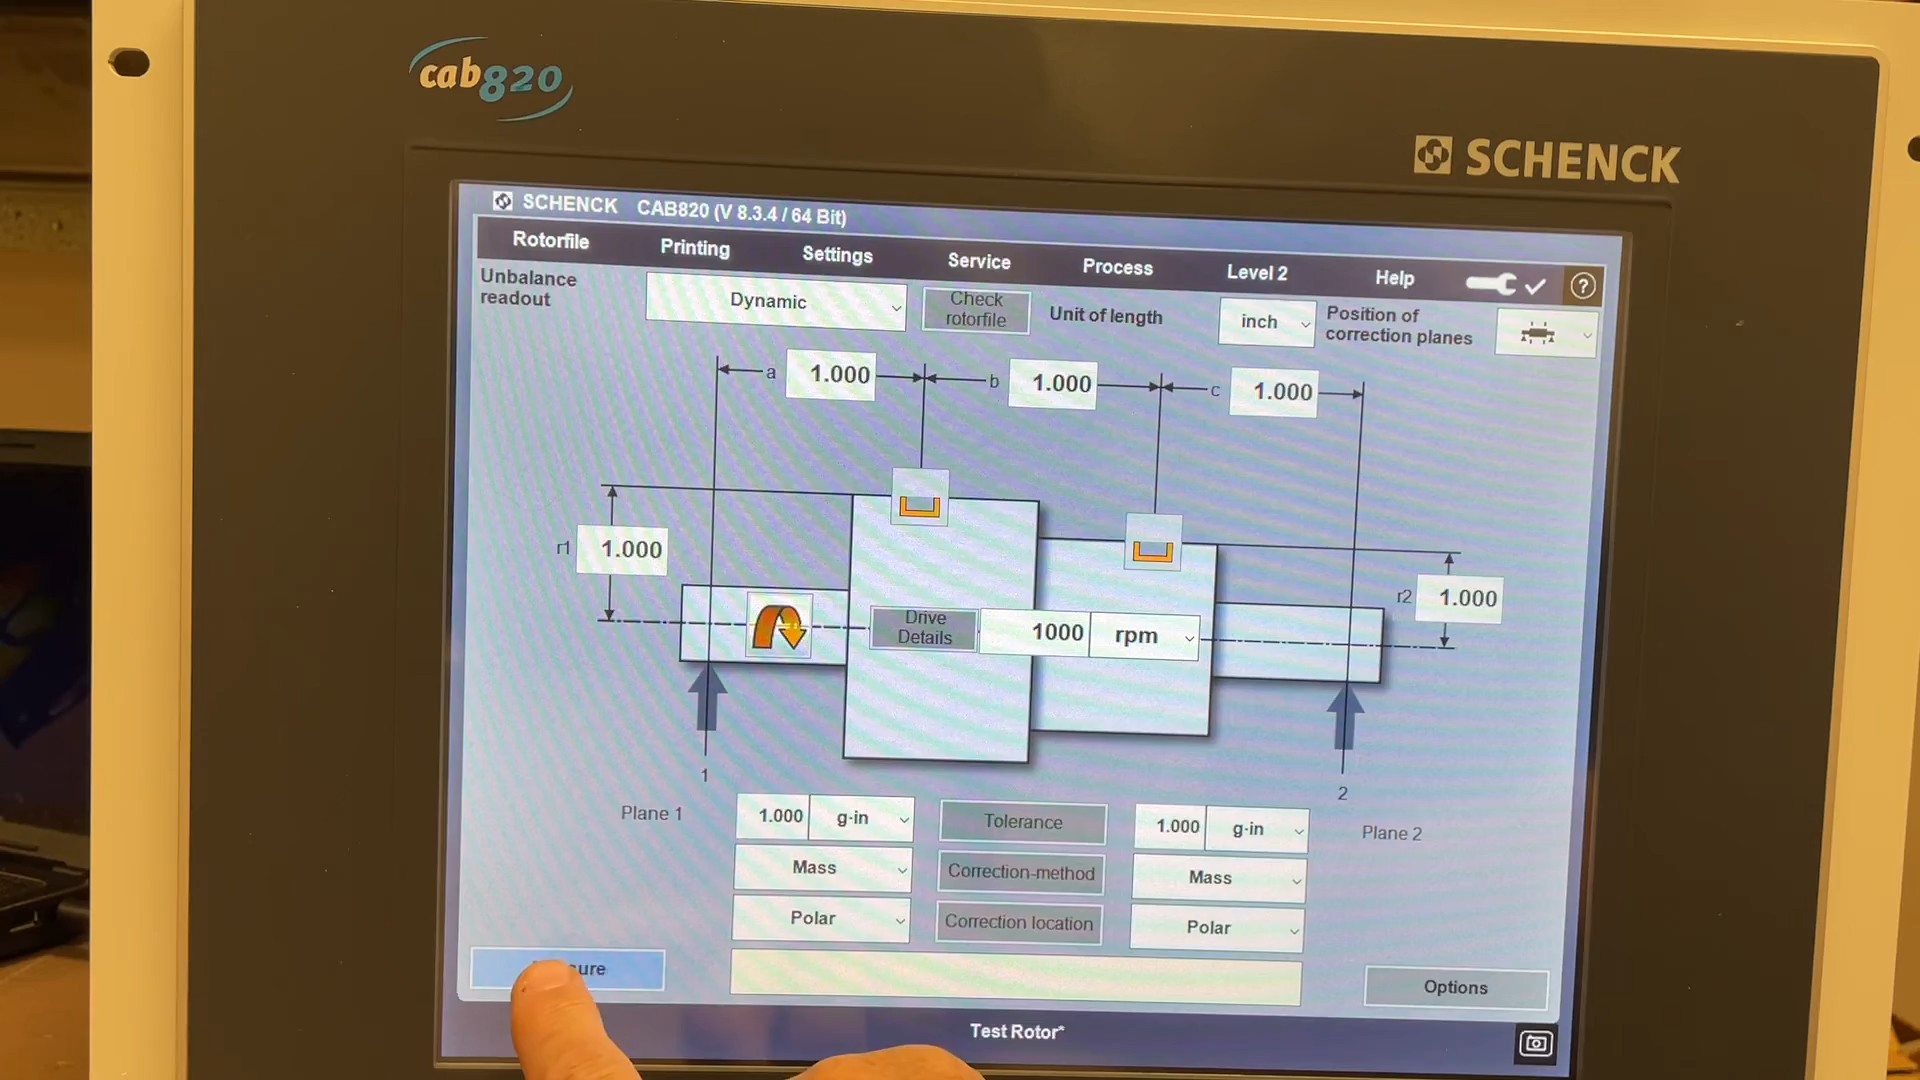 cab820
SCHENCK
SCHENCK CAB820 (V 8.3.4 / 64 Bit)
Rotorfile Printing Settings Service Process Level 2 Help ?
Unbalance
readout
Dynamic
Check
rotorfile
Unit of length
inch
Position of
correction planes
a 1.000 b 1.000 c 1.000
r1 1.000
Drive
Details
1000 rpm
r2 1.000
1
2
Plane 1 1.000 g-in Tolerance 1.000 g-in Plane 2
Mass Correction-method Mass
Polar Correction location Polar
Options
Test Rotor*